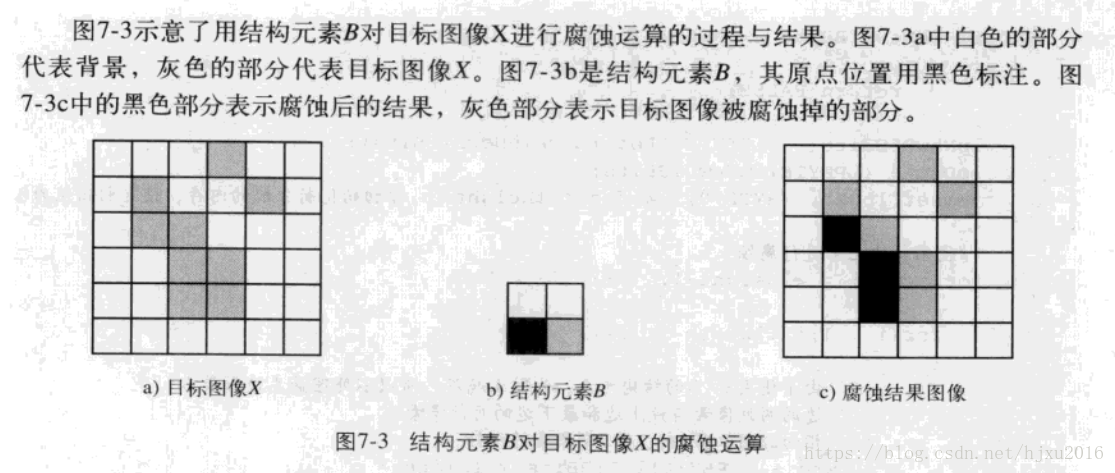 图7-3示意了用结构元素B对目标图像X进行腐蚀运算的过程与结果。图7-3a中白色的部分
代表背景，灰色的部分代表目标图像X。图7-3b是结构元素B，其原点位置用黑色标注。图
7-3c中的黑色部分表示腐蚀后的结果，灰色部分表示目标图像被腐蚀掉的部分。
a) 目标图像X
b) 结构元素B
c) 腐蚀结果图像
图7-3 结构元素B对目标图像X的腐蚀运算
https://blog.csdn.net/hjxu2016